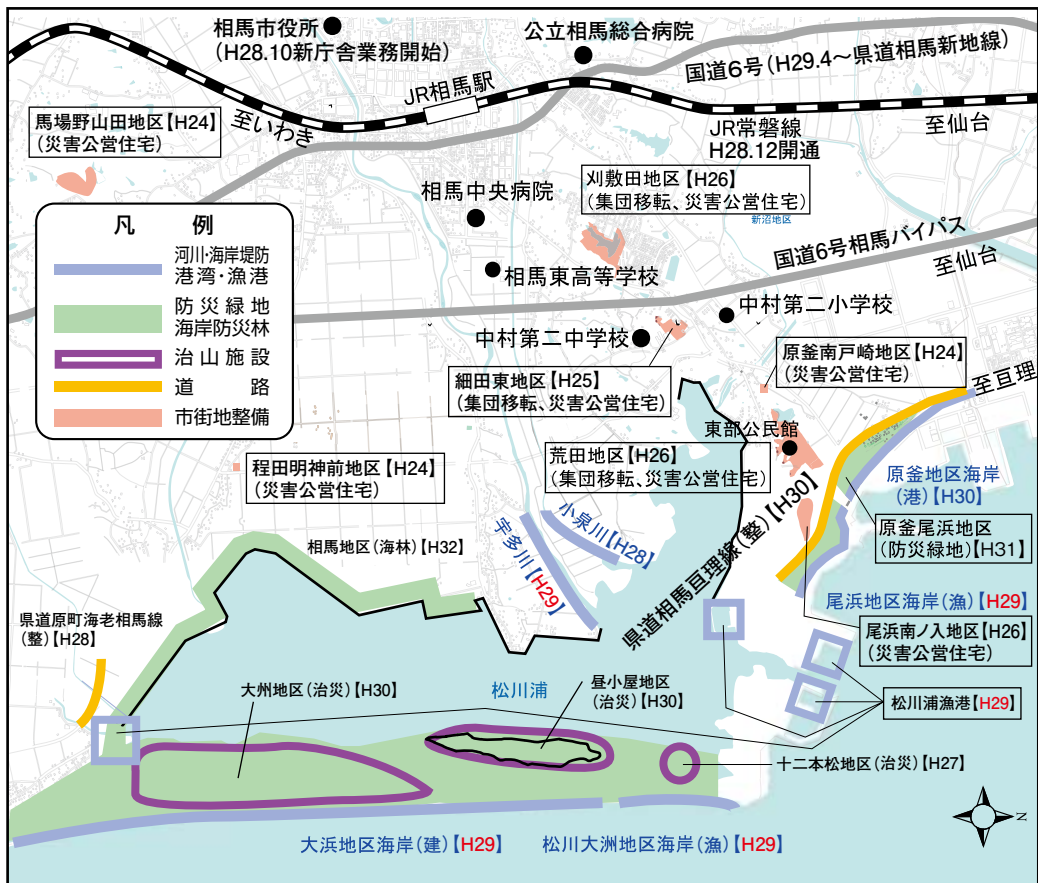 相馬市役所
(H28.10新庁舎業務開始)
公立相馬総合病院
国道6号(H29.4～県道相馬新地線)
JR相馬駅
馬場野山田地区【H24】
(災害公営住宅)
至いわき
JR常磐線
H28.12開通
至仙台
刈敷田地区【H26】
(集団移転、災害公営住宅)
新沼地区
相馬中央病院
凡 例
河川・海岸堤防
港湾・漁港
防災緑地
海岸防災林
治山施設
道 路
市街地整備
相馬東高等学校
国道6号相馬バイパス
至仙台
中村第二小学校
中村第二中学校
原釜南戸崎地区【H24】
(災害公営住宅)
至亘理
細田東地区【H25】
(集団移転、災害公営住宅)
東部公民館
程田明神前地区【H24】
(災害公営住宅)
荒田地区【H26】
(集団移転、災害公営住宅)
原釜地区海岸
(港)【H30】
宇多川【H29】
小泉川【H28】
県道相馬亘理線(整)【H30】
原釜尾浜地区
(防災緑地)【H31】
相馬地区(海林)【H32】
尾浜地区海岸(漁)【H29】
県道原町海老相馬線
(整)【H28】
尾浜南ノ入地区【H26】
(災害公営住宅)
大州地区(治災)【H30】
松川浦
昼小屋地区
(治災)【H30】
松川浦漁港【H29】
十二本松地区(治災)【H27】
N
大浜地区海岸(建)【H29】
松川大洲地区海岸(漁)【H29】